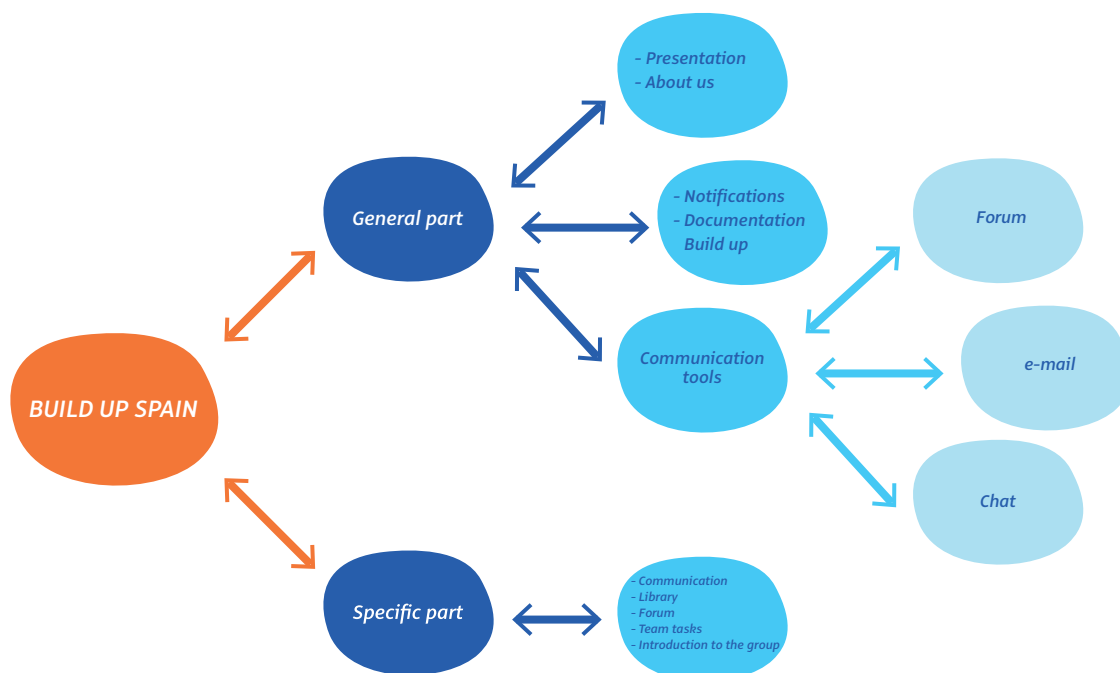 - Presentation
- About us
General part
- Notifications
- Documentation
Build up
Forum
Communication
tools
e-mail
BUILD UP SPAIN
Chat
Specific part
- Communication
- Library
- Forum
- Team tasks
- Introduction to the group